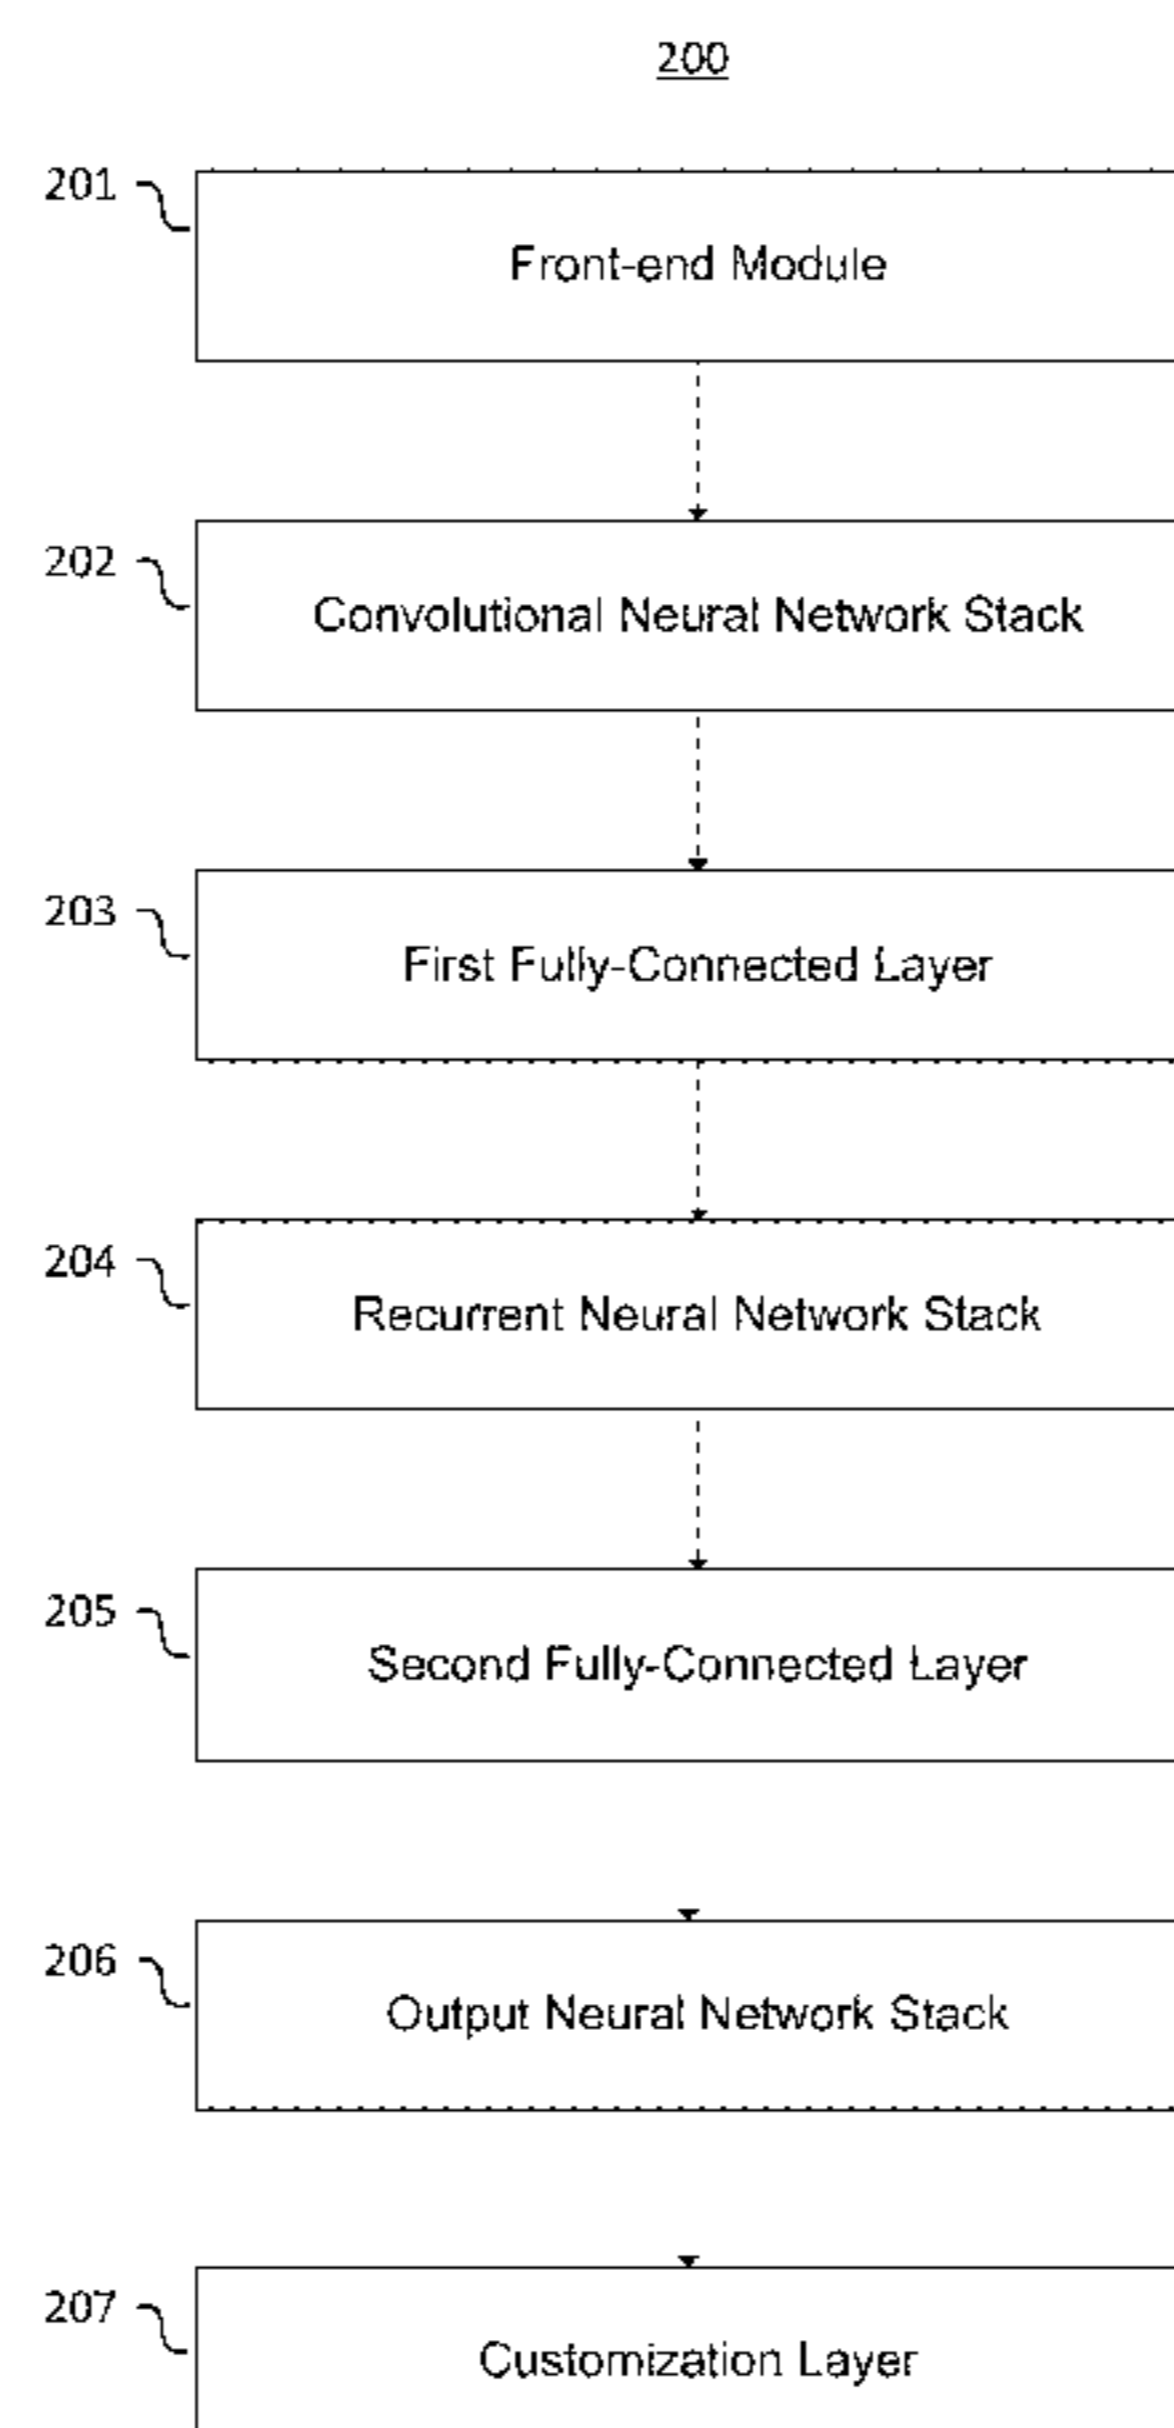 200
201
Front-end Module
202
Convolutional Neural Network Stack
203
First Fully-Connected Layer
204
Recurrent Neural Network Stack
205
Second Fully-Connected Layer
206
Output Neural Network Stack
207
Customization Layer